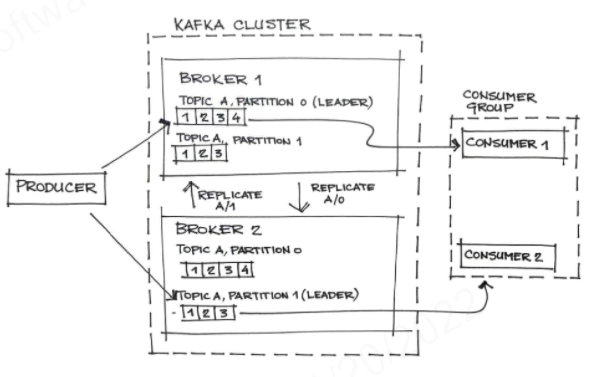 KAFKA CLUSTER
BROKER 1
TOPIC A, PARTITION 0 (LEADER)
1 2 3 4
TOPIC A, PARTITION 1
1 2 3
PRODUCER
REPLICATE
A/1
REPLICATE
A/0
BROKER 2
TOPIC A, PARTITION 0
1 2 3 4
TOPIC A, PARTITION 1 (LEADER)
1 2 3
CONSUMER
GROUP
CONSUMER 1
CONSUMER 2